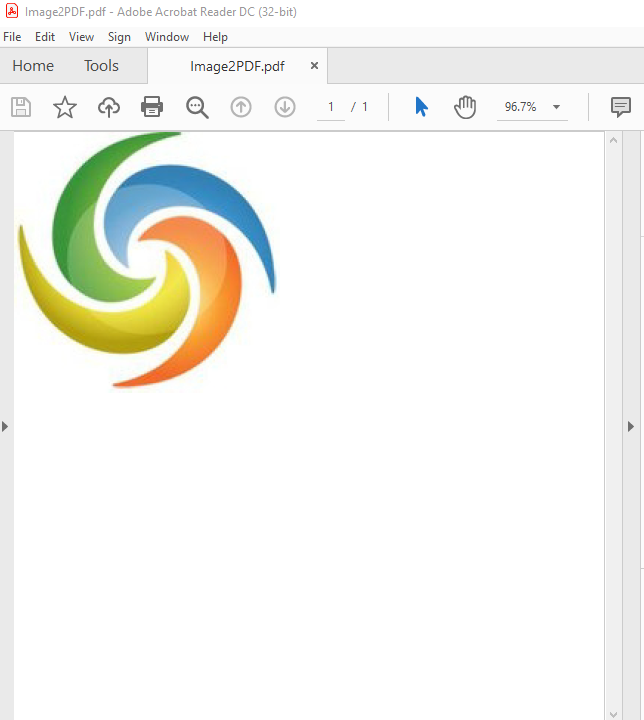 Image2PDF.pdf - Adobe Acrobat Reader DC (32-bit)
File Edit View Sign Window Help
Home Tools Image2PDF.pdf ×
1 / 1 96.7%